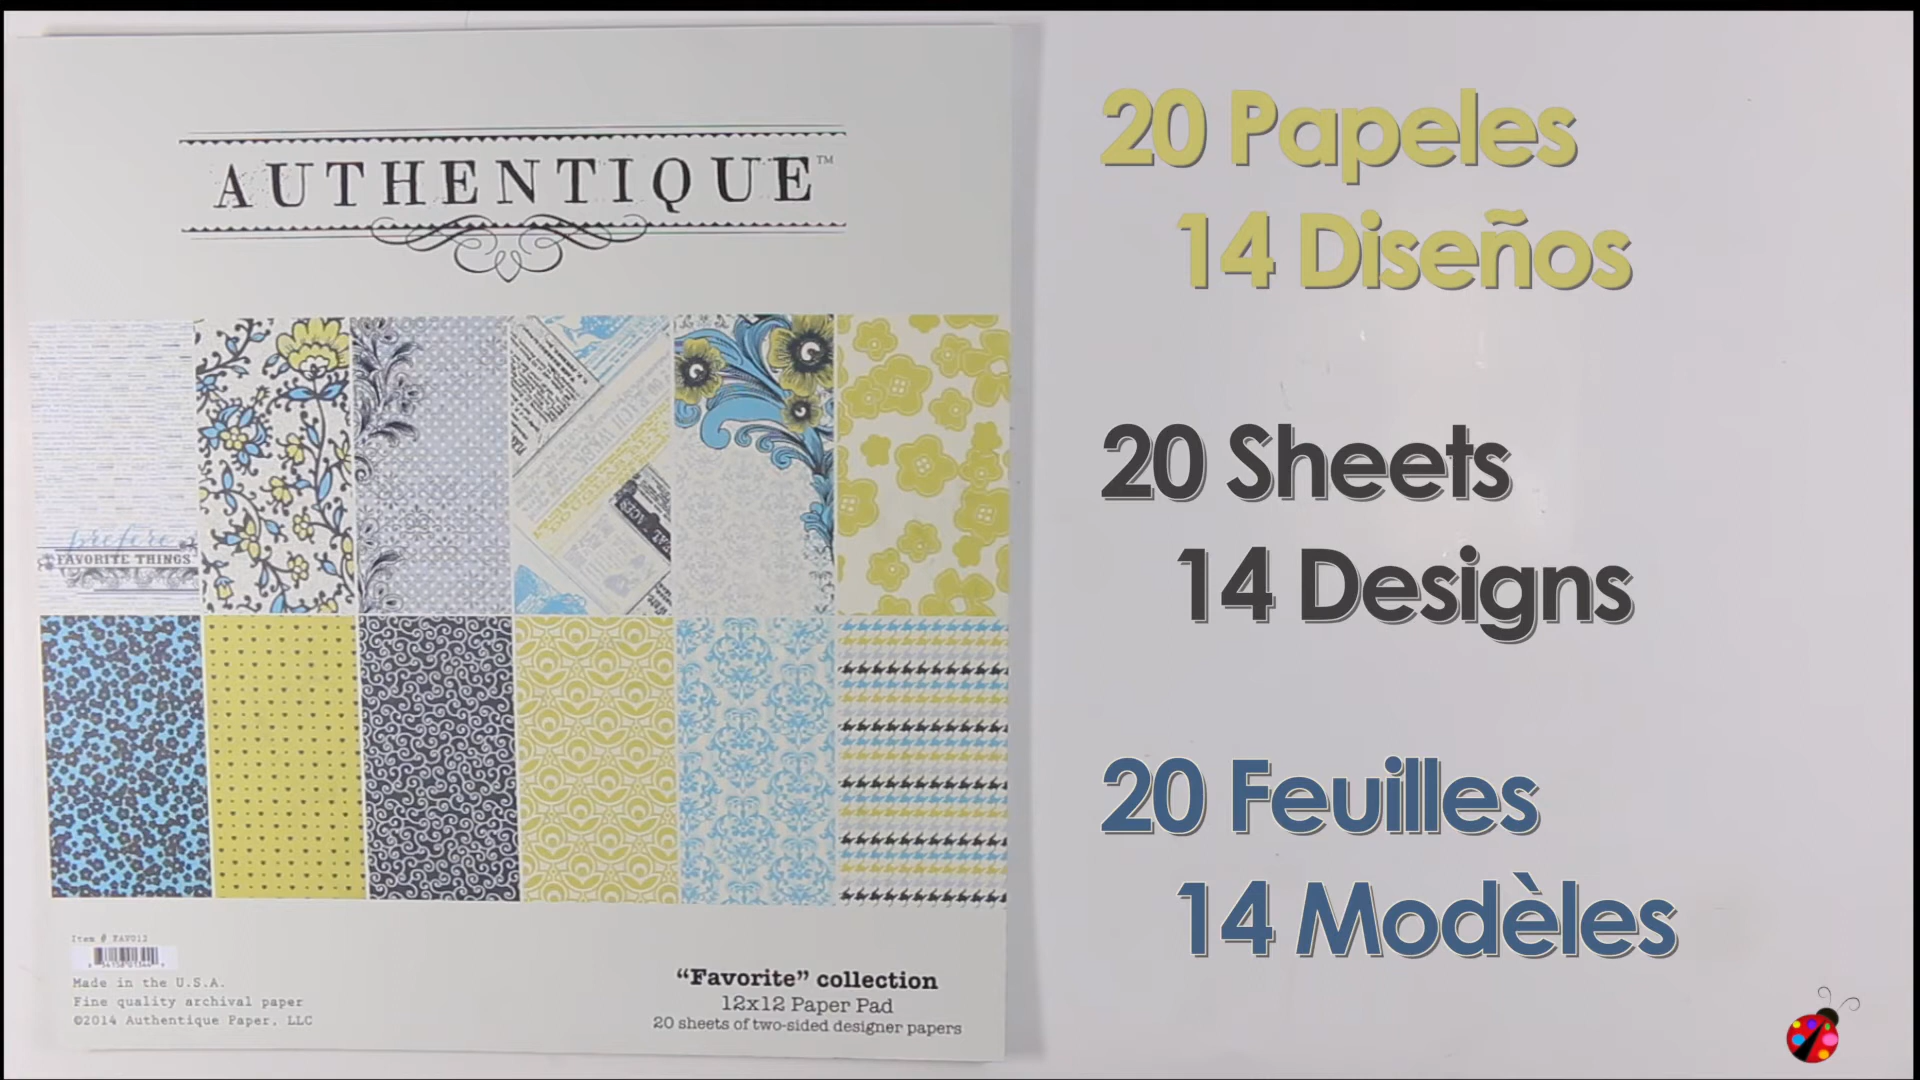 AUTHENTIQUE™
prefere
FAVORITE THINGS
Item # FAV012
Made in the U.S.A.
Fine quality archival paper
©2014 Authentique Paper, LLC
“Favorite” collection
12x12 Paper Pad
20 sheets of two-sided designer papers
20 Papeles
14 Diseños
20 Sheets
14 Designs
20 Feuilles
14 Modèles